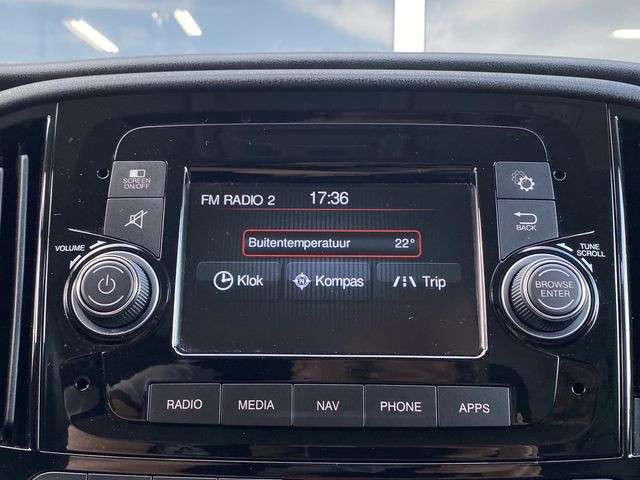 SCREEN
ON/OFF
FM RADIO 2 17:36
Buitentemperatuur 22°
N
Klok Kompas Trip
VOLUME
BACK
TUNE
SCROLL
BROWSE
ENTER
RADIO MEDIA NAV PHONE APPS